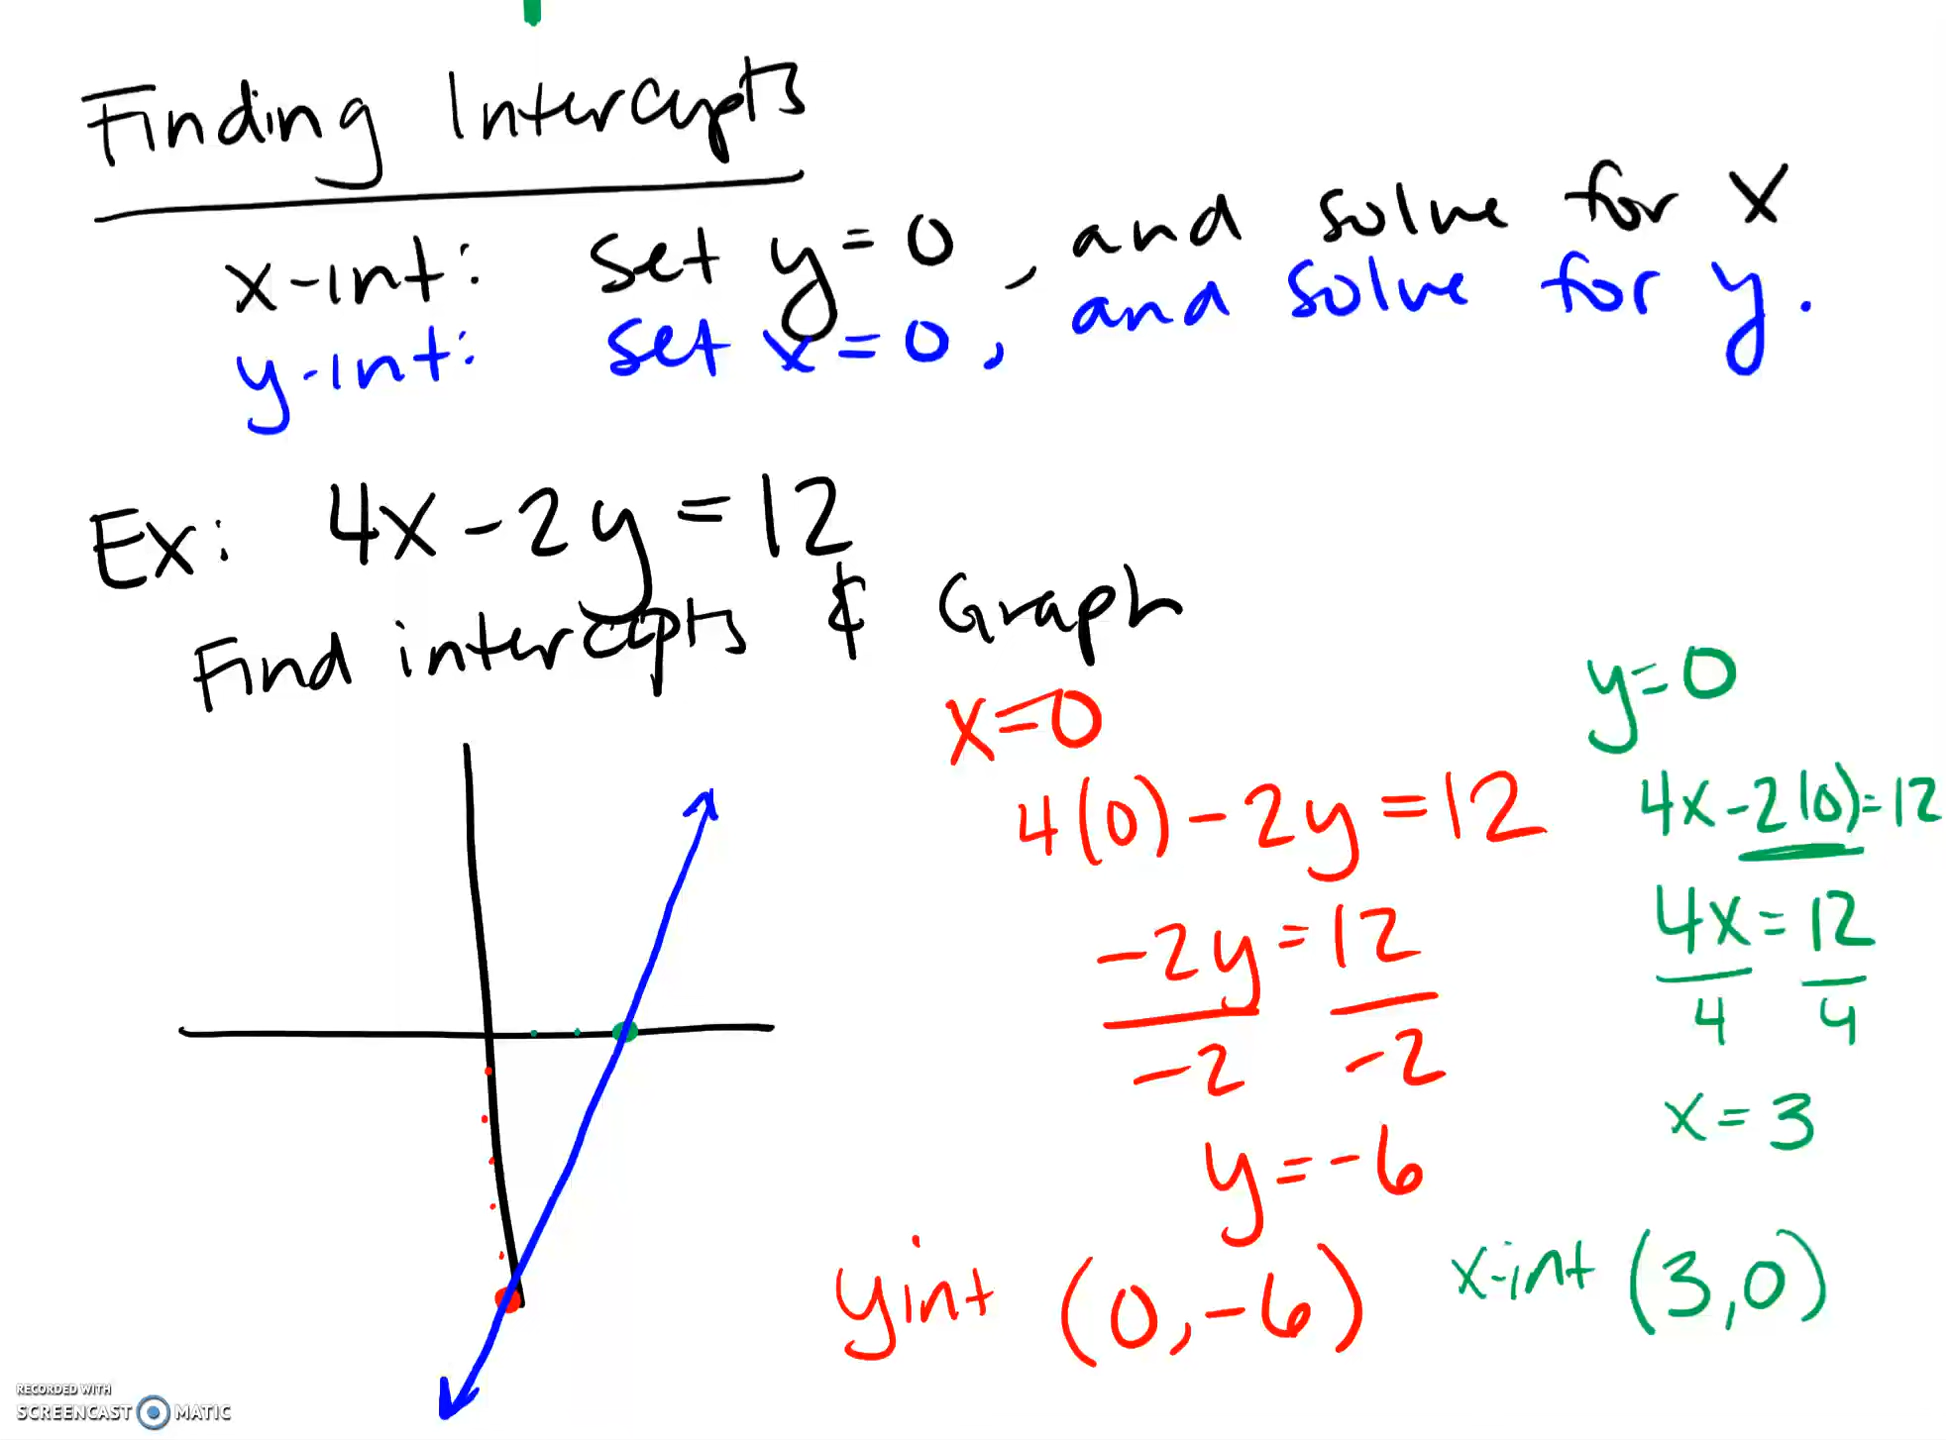 Finding Intercepts
x-int: set y=0, and solve for x
y-int: set x=0, and solve for y.
Ex: 4x-2y=12
Find intercepts & Graph
x=0
4(0)-2y=12
-2y=12
-2 -2
y=-6
yint (0,-6)
y=0
4x-2(0)=12
4x=12
4 4
x=3
x-int (3,0)
RECORDED WITH
SCREENCAST MATIC